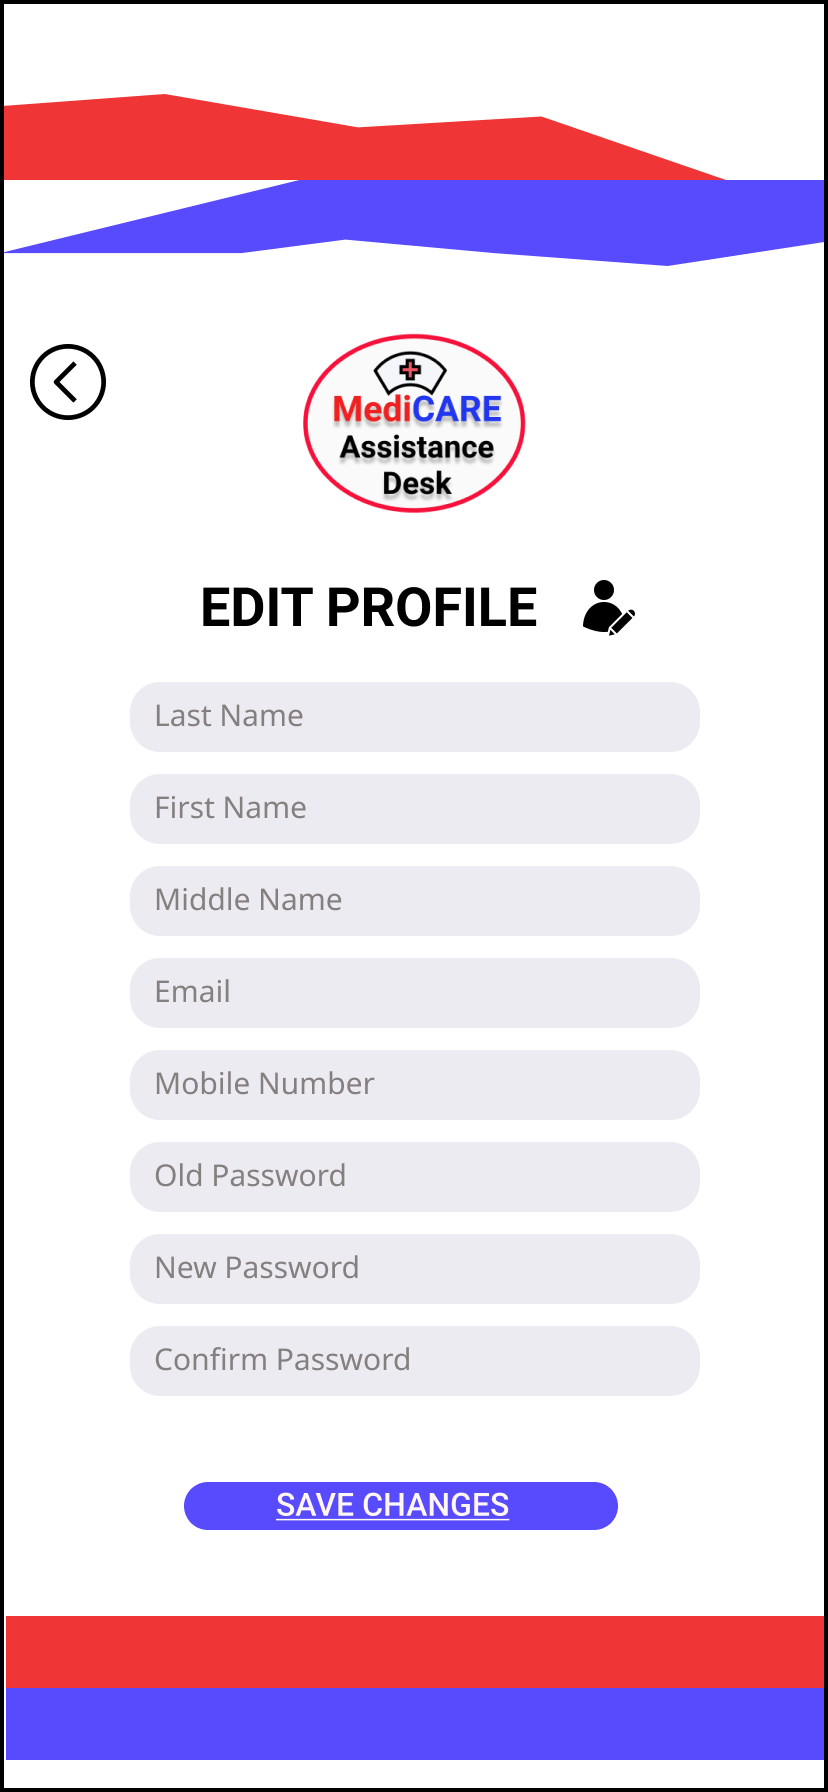 MediCARE
Assistance
Desk
EDIT PROFILE
Last Name
First Name
Middle Name
Email
Mobile Number
Old Password
New Password
Confirm Password
SAVE CHANGES